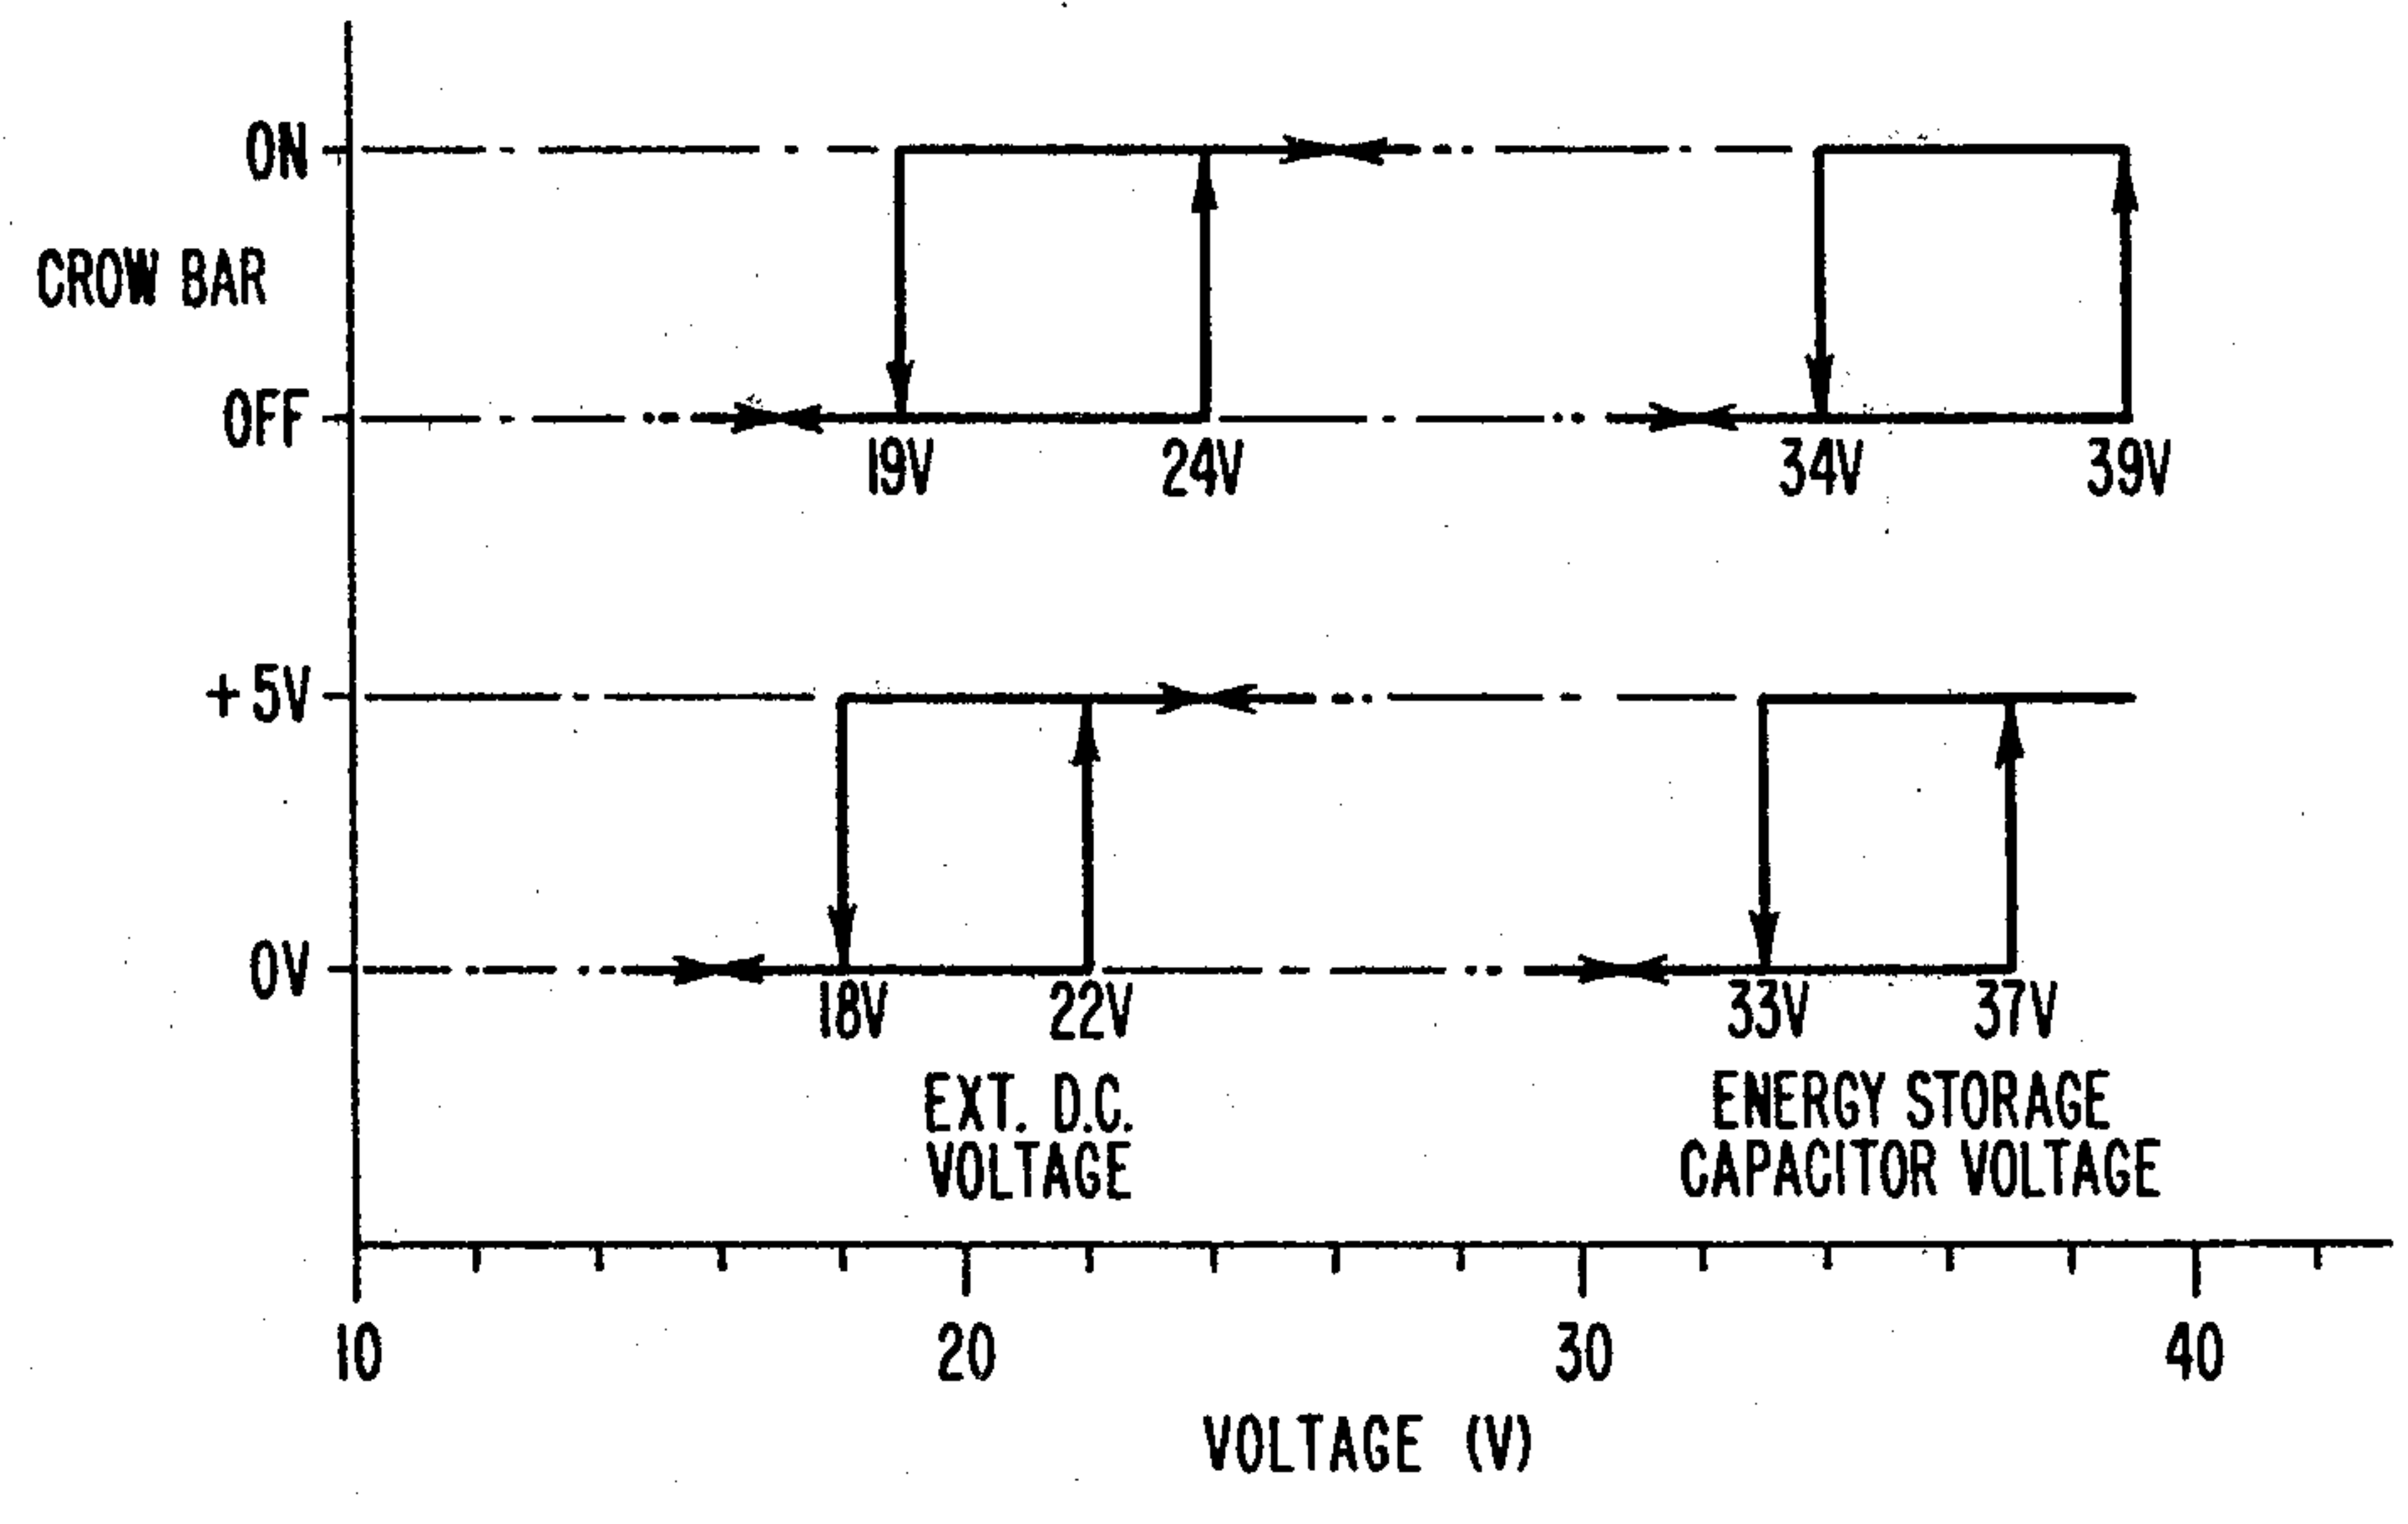 ON
CROW BAR
OFF
19V 24V 34V 39V
+5V
0V
18V 22V 33V 37V
EXT. D.C.
VOLTAGE
ENERGY STORAGE
CAPACITOR VOLTAGE
10 20 30 40
VOLTAGE (V)